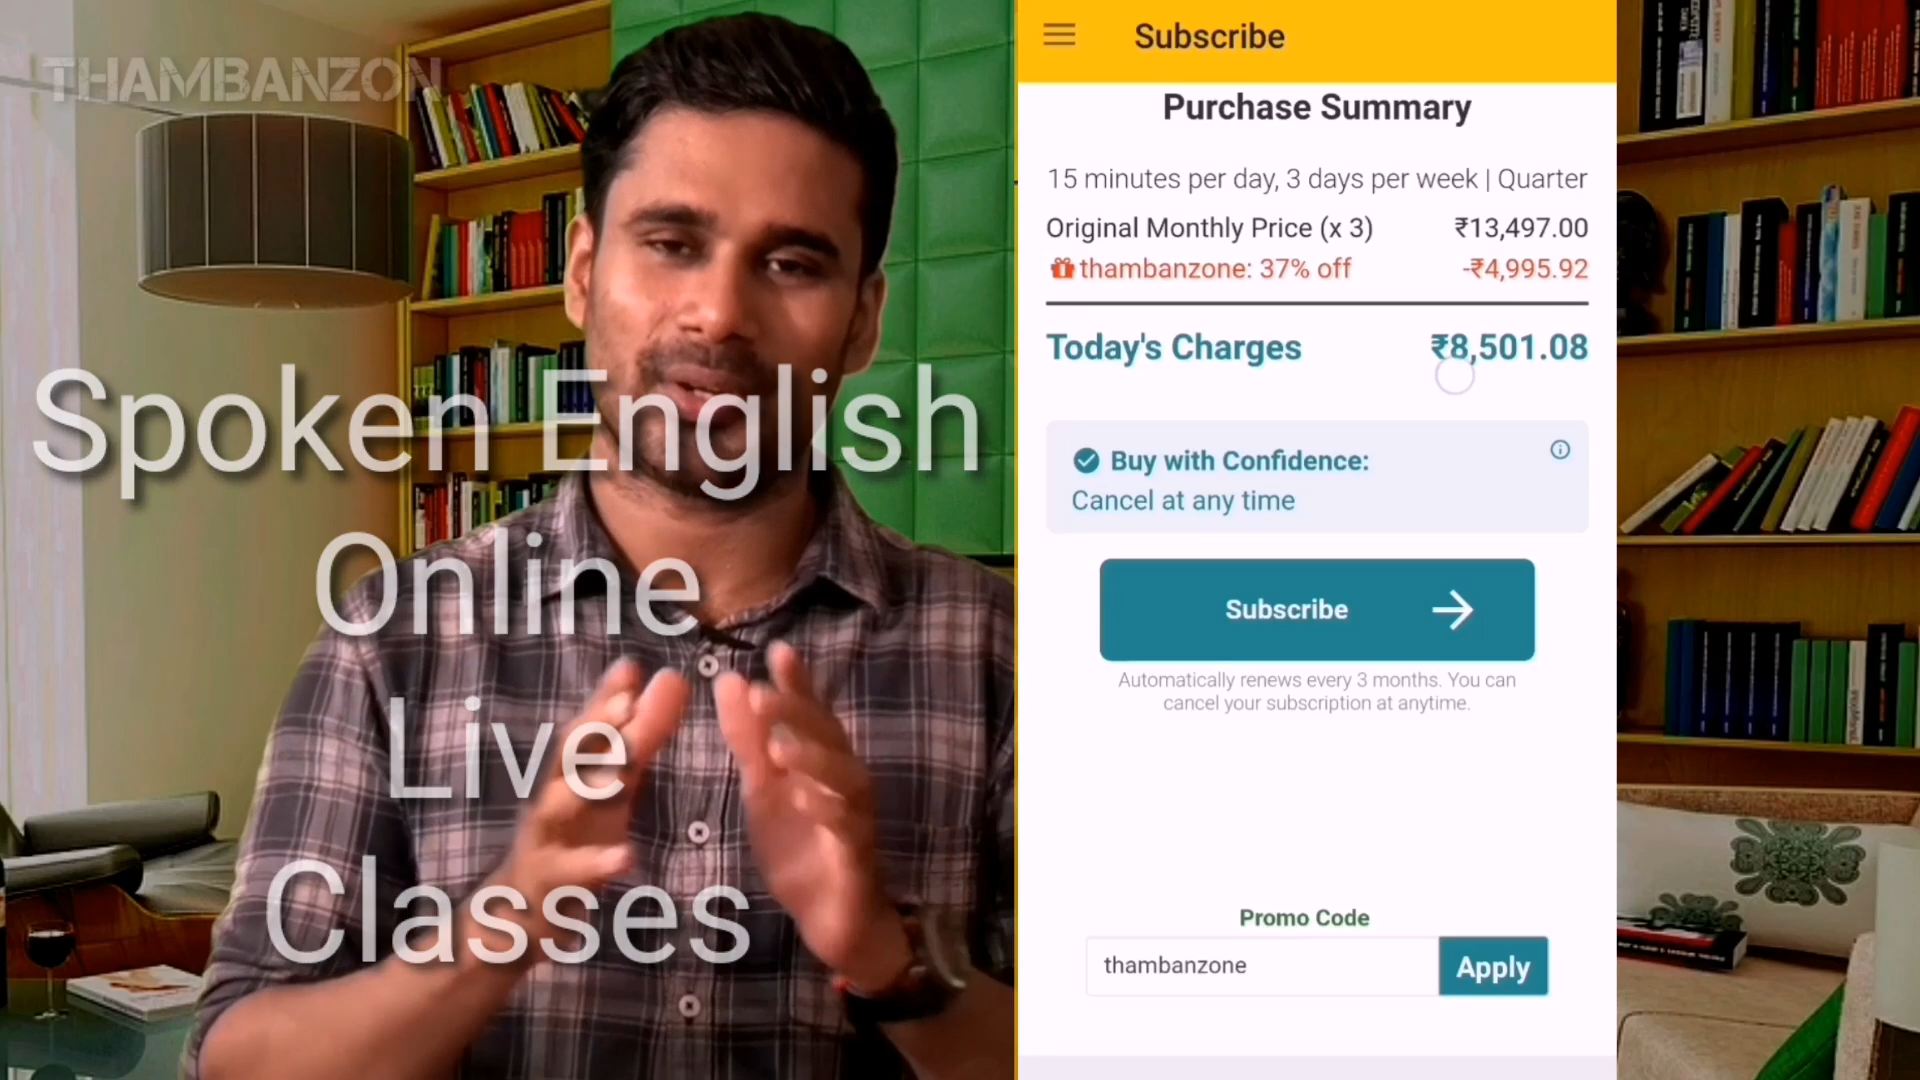 THAMBANZON
Spoken English
Online
Live
Classes
Subscribe
Purchase Summary
15 minutes per day, 3 days per week | Quarter
Original Monthly Price (x 3) ₹13,497.00
thambanzone: 37% off -₹4,995.92
Today's Charges ₹8,501.08
Buy with Confidence:
Cancel at any time
Subscribe
Automatically renews every 3 months. You can
cancel your subscription at anytime.
Promo Code
thambanzone
Apply